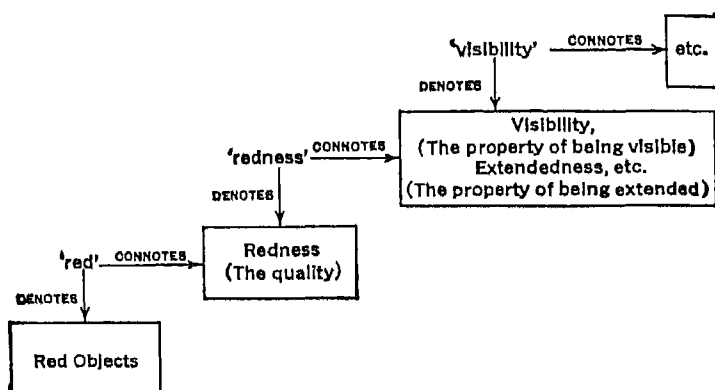 'visibility' CONNOTES etc.
DENOTES
Visibility,
(The property of being visible)
Extendedness, etc.
(The property of being extended)
'redness' CONNOTES
DENOTES
Redness
(The quality)
'red' CONNOTES
DENOTES
Red Objects